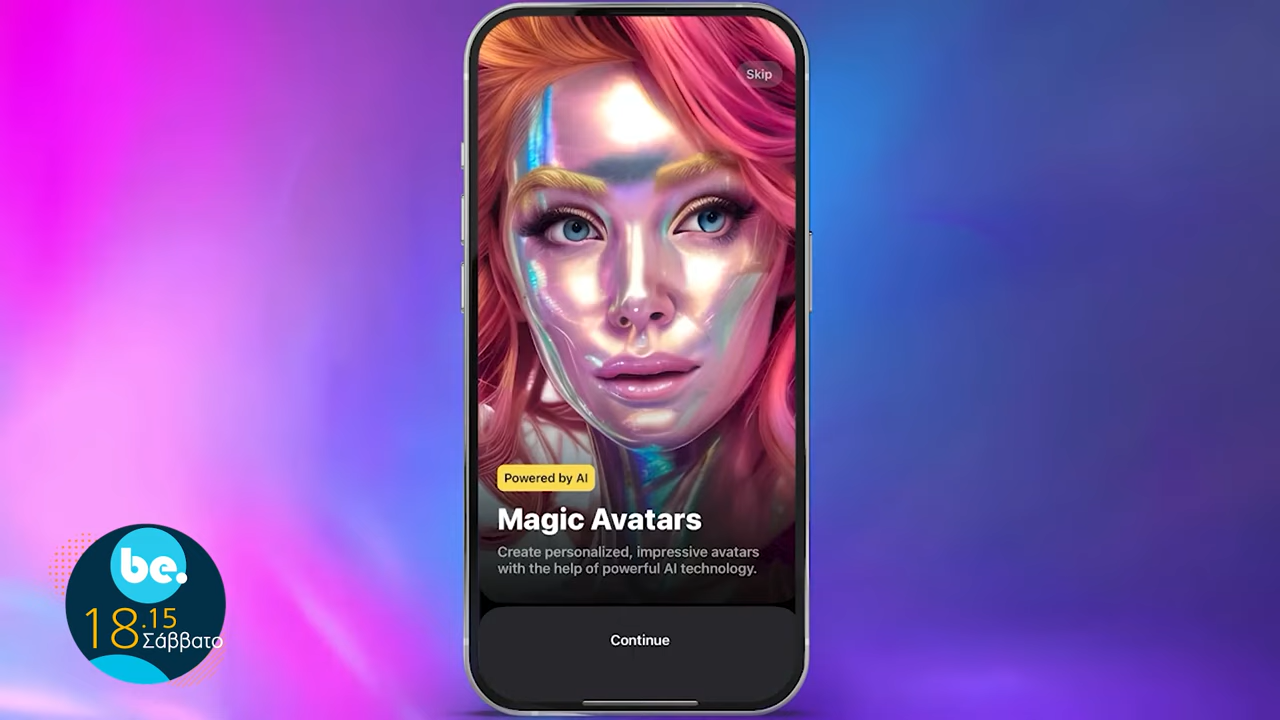 Skip
Powered by AI
Magic Avatars
Create personalized, impressive avatars
with the help of powerful AI technology.
Continue
be.
18.15
Σάββατο